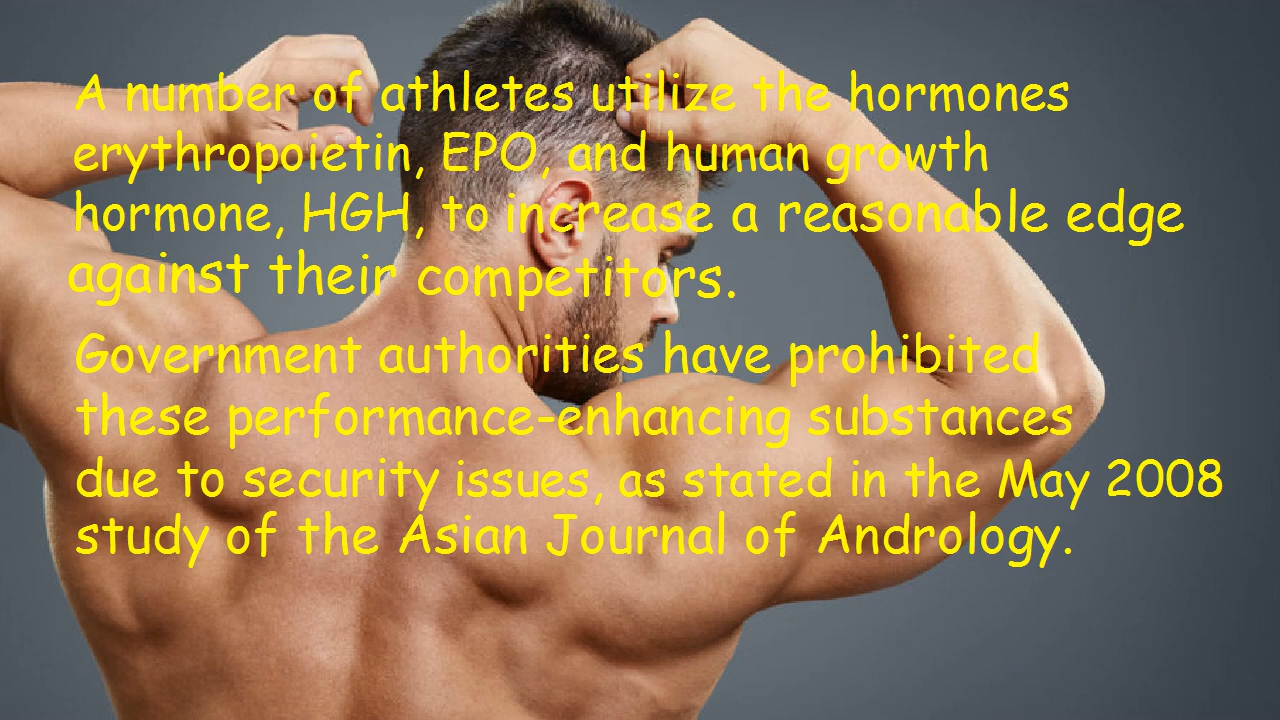 A number of athletes utilize the hormones
erythropoietin, EPO, and human growth
hormone, HGH, to increase a reasonable edge
against their competitors.
Government authorities have prohibited
these performance-enhancing substances
due to security issues, as stated in the May 2008
study of the Asian Journal of Andrology.